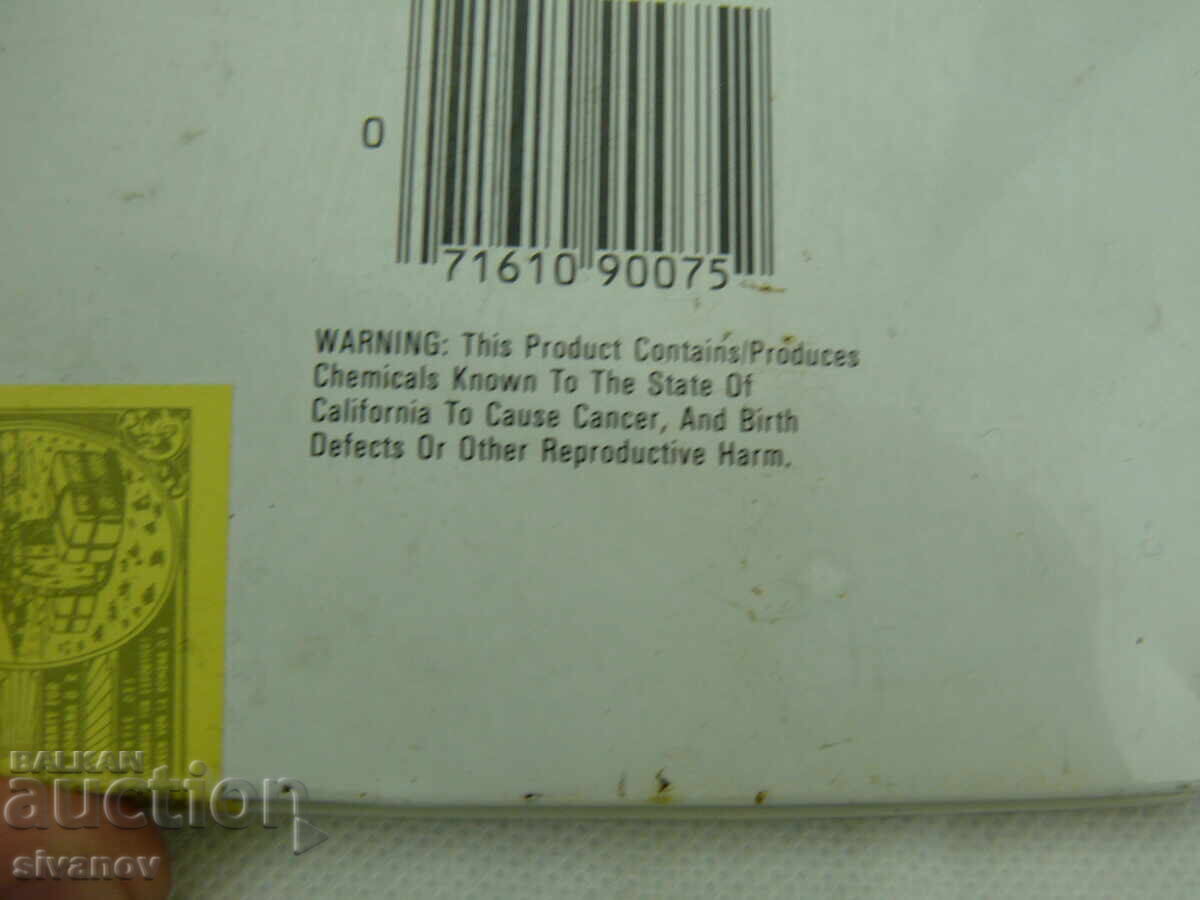 0
71610 90075
WARNING: This Product Contains/Produces
Chemicals Known To The State Of
California To Cause Cancer, And Birth
Defects Or Other Reproductive Harm.
BALKAN
auction
sivanov